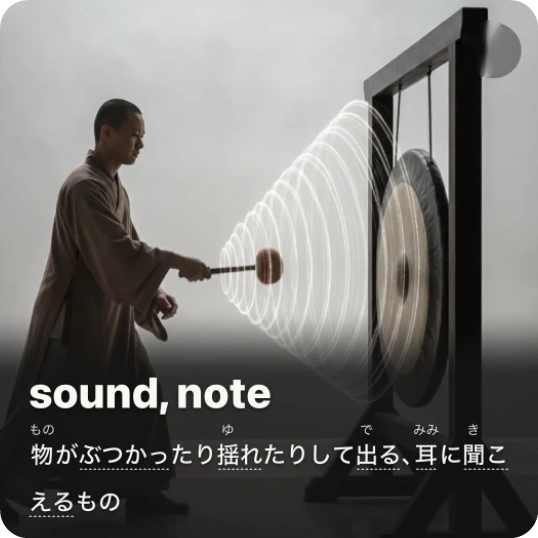 sound, note
もの ゆ で みみ き
物がぶつかったり揺れたりして出る、耳に聞こ
えるもの